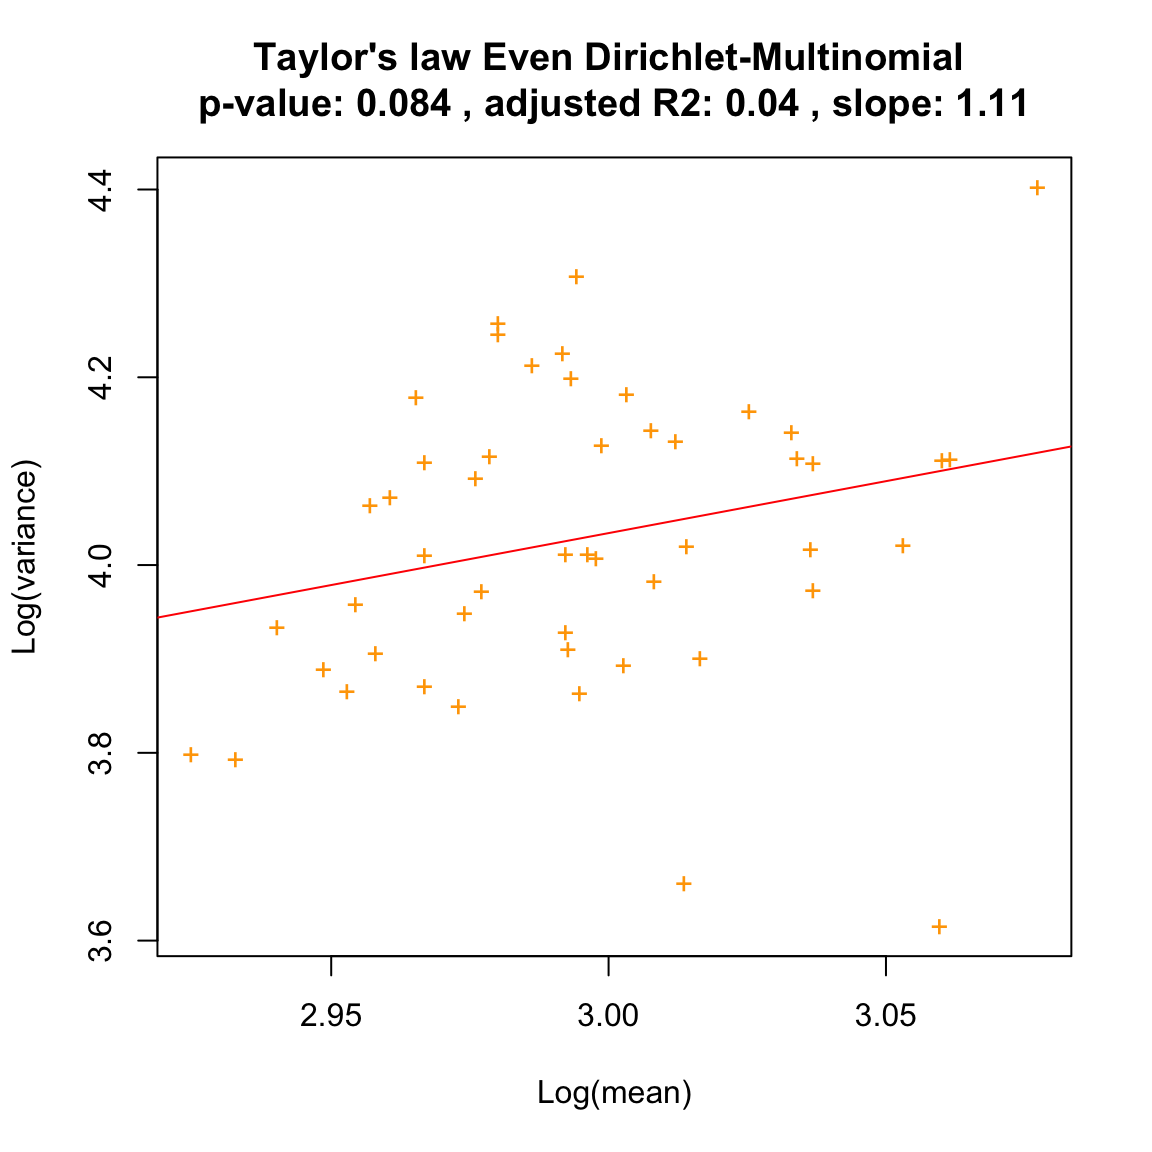 Taylor's law Even Dirichlet-Multinomial
p-value: 0.084 , adjusted R2: 0.04 , slope: 1.11
4.4
4.2
4.0
3.8
3.6
Log(variance)
2.95 3.00 3.05
Log(mean)